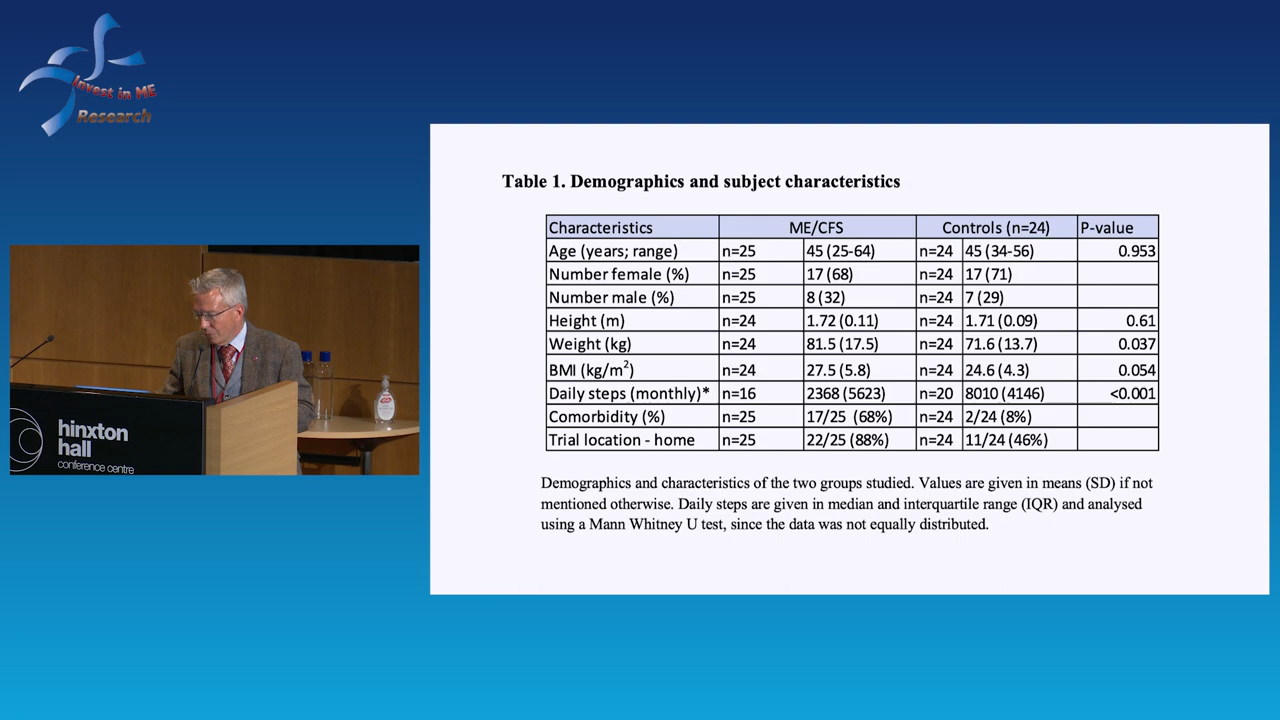 Invest in ME
Research
Table 1. Demographics and subject characteristics
Characteristics ME/CFS Controls (n=24) P-value
Age (years; range) n=25 45 (25-64) n=24 45 (34-56) 0.953
Number female (%) n=25 17 (68) n=24 17 (71)
Number male (%) n=25 8 (32) n=24 7 (29)
Height (m) n=24 1.72 (0.11) n=24 1.71 (0.09) 0.61
Weight (kg) n=24 81.5 (17.5) n=24 71.6 (13.7) 0.037
BMI (kg/m²) n=24 27.5 (5.8) n=24 24.6 (4.3) 0.054
Daily steps (monthly)* n=16 2368 (5623) n=20 8010 (4146) <0.001
Comorbidity (%) n=25 17/25 (68%) n=24 2/24 (8%)
Trial location - home n=25 22/25 (88%) n=24 11/24 (46%)
Demographics and characteristics of the two groups studied. Values are given in means (SD) if not
mentioned otherwise. Daily steps are given in median and interquartile range (IQR) and analysed
using a Mann Whitney U test, since the data was not equally distributed.
hinxton
hall
conference centre